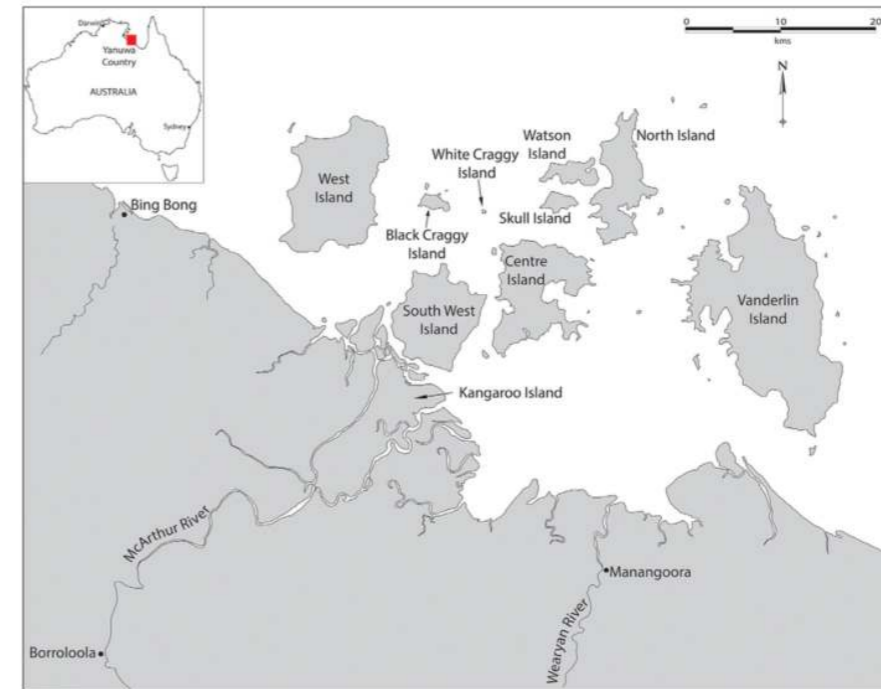 Darwin
Yanuwa
Country
AUSTRALIA
Sydney
0 10 20
kms
N
Watson
Island
North Island
White Craggy
Island
West
Island
Bing Bong
Skull Island
Black Craggy
Island
Centre
Island
South West
Island
Vanderlin
Island
Kangaroo Island
McArthur River
Manangoora
Wearyan River
Borroloola